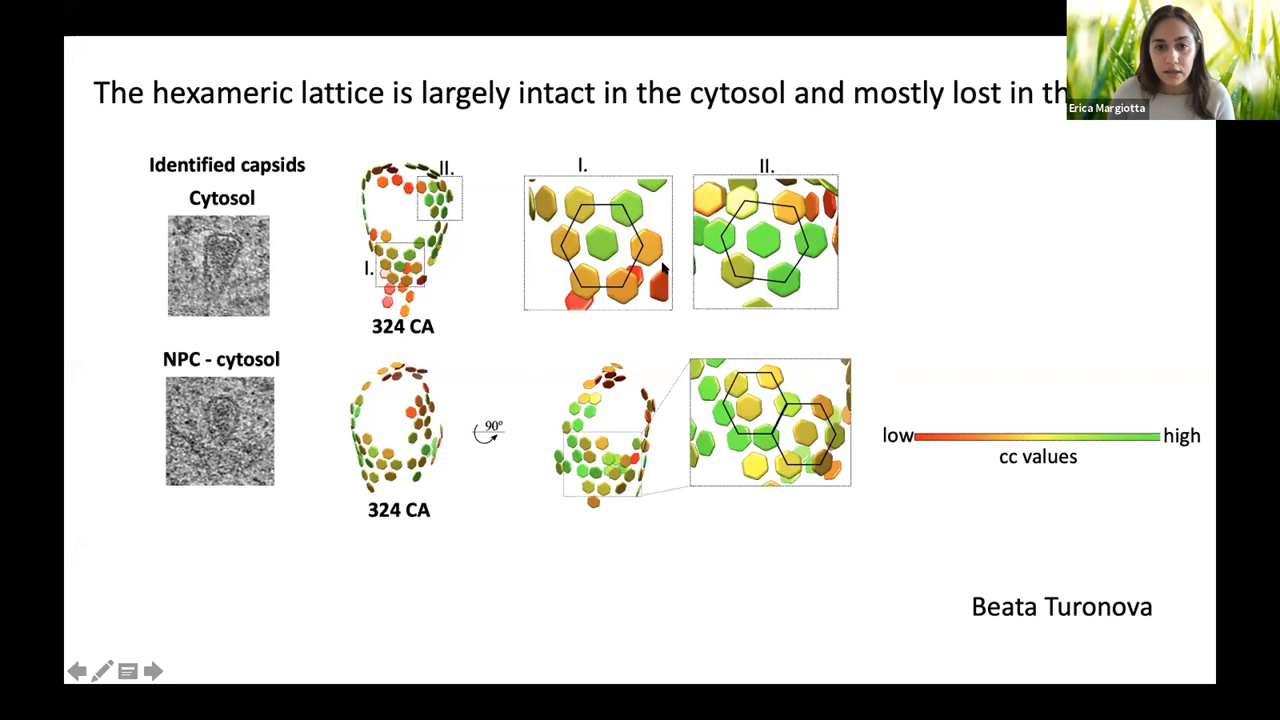 The hexameric lattice is largely intact in the cytosol and mostly lost in th
Erica Margiotta
Identified capsids
Cytosol
II.
I.
324 CA
I.
II.
NPC - cytosol
324 CA
90º
low
high
cc values
Beata Turonova